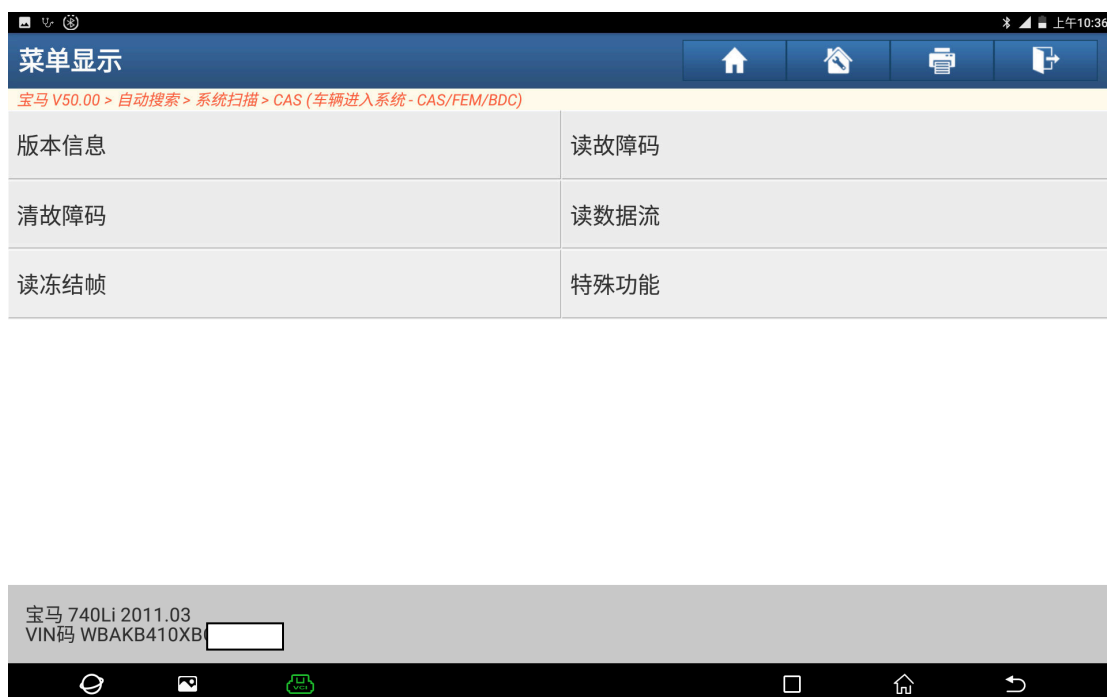 上午10:36
菜单显示
宝马 V50.00 > 自动搜索 > 系统扫描 > CAS (车辆进入系统 - CAS/FEM/BDC)
版本信息
读故障码
清故障码
读数据流
读冻结帧
特殊功能
宝马 740Li 2011.03
VIN码 WBAKB410XB
VCI